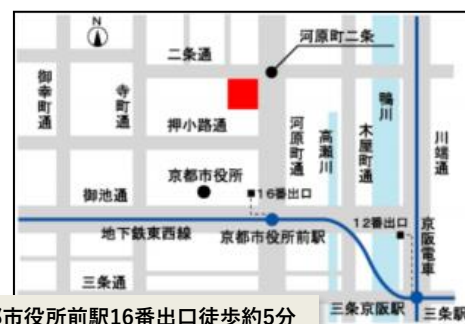 N
河原町二条
二条通
御幸町通
寺町通
押小路通
河原町通
高瀬川
木屋町通
鴨川
川端通
京都市役所
16番出口
御池通
12番出口
地下鉄東西線
京都市役所前駅
京阪電車
三条通
三条京阪駅
三条駅
市役所前駅16番出口徒歩約5分